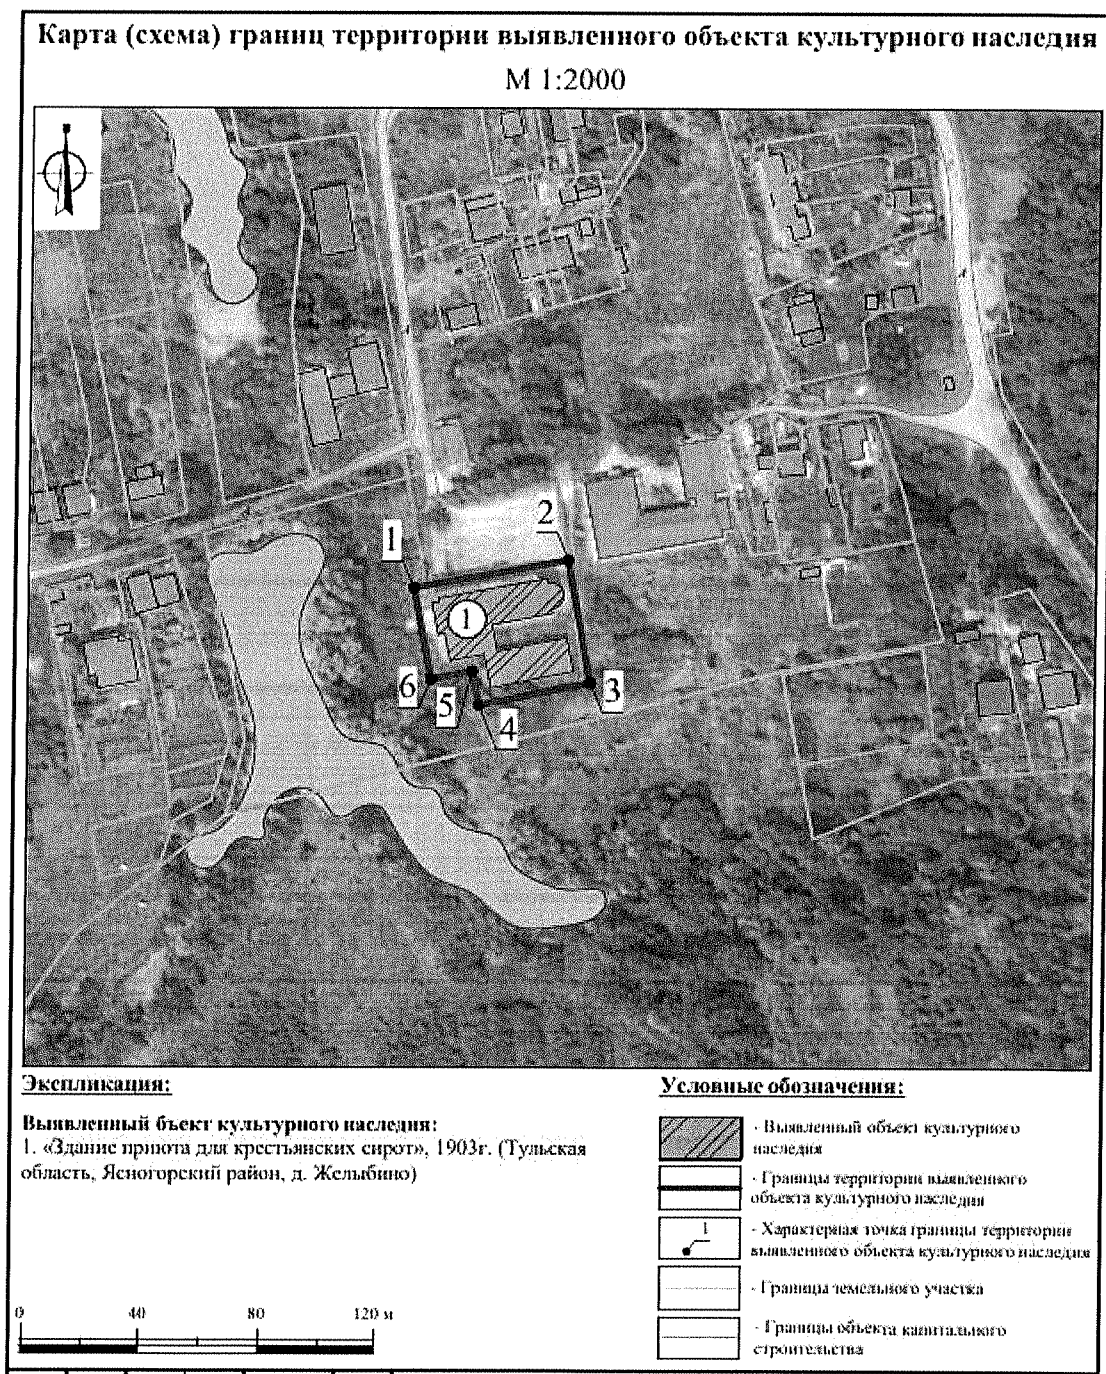 Карта (схема) границ территории выявленного объекта культурного наследия
М 1:2000
2
1
1
6
5
3
4
Экспликация:
Условные обозначения:
Выявленный бъект культурного наследия:
1. «Здание приюта для крестьянских сирот», 1903г. (Тульская
область, Ясногорский район, д. Желыбино)
- Выявленный объект культурного
наследия
- Границы территории выявленного
объекта культурного наследия
1
- Характерная точка границы территории
выявленного объекта культурного наследия
- Границы земельного участка
- Границы объекта капитального
строительства
0 40 80 120 м